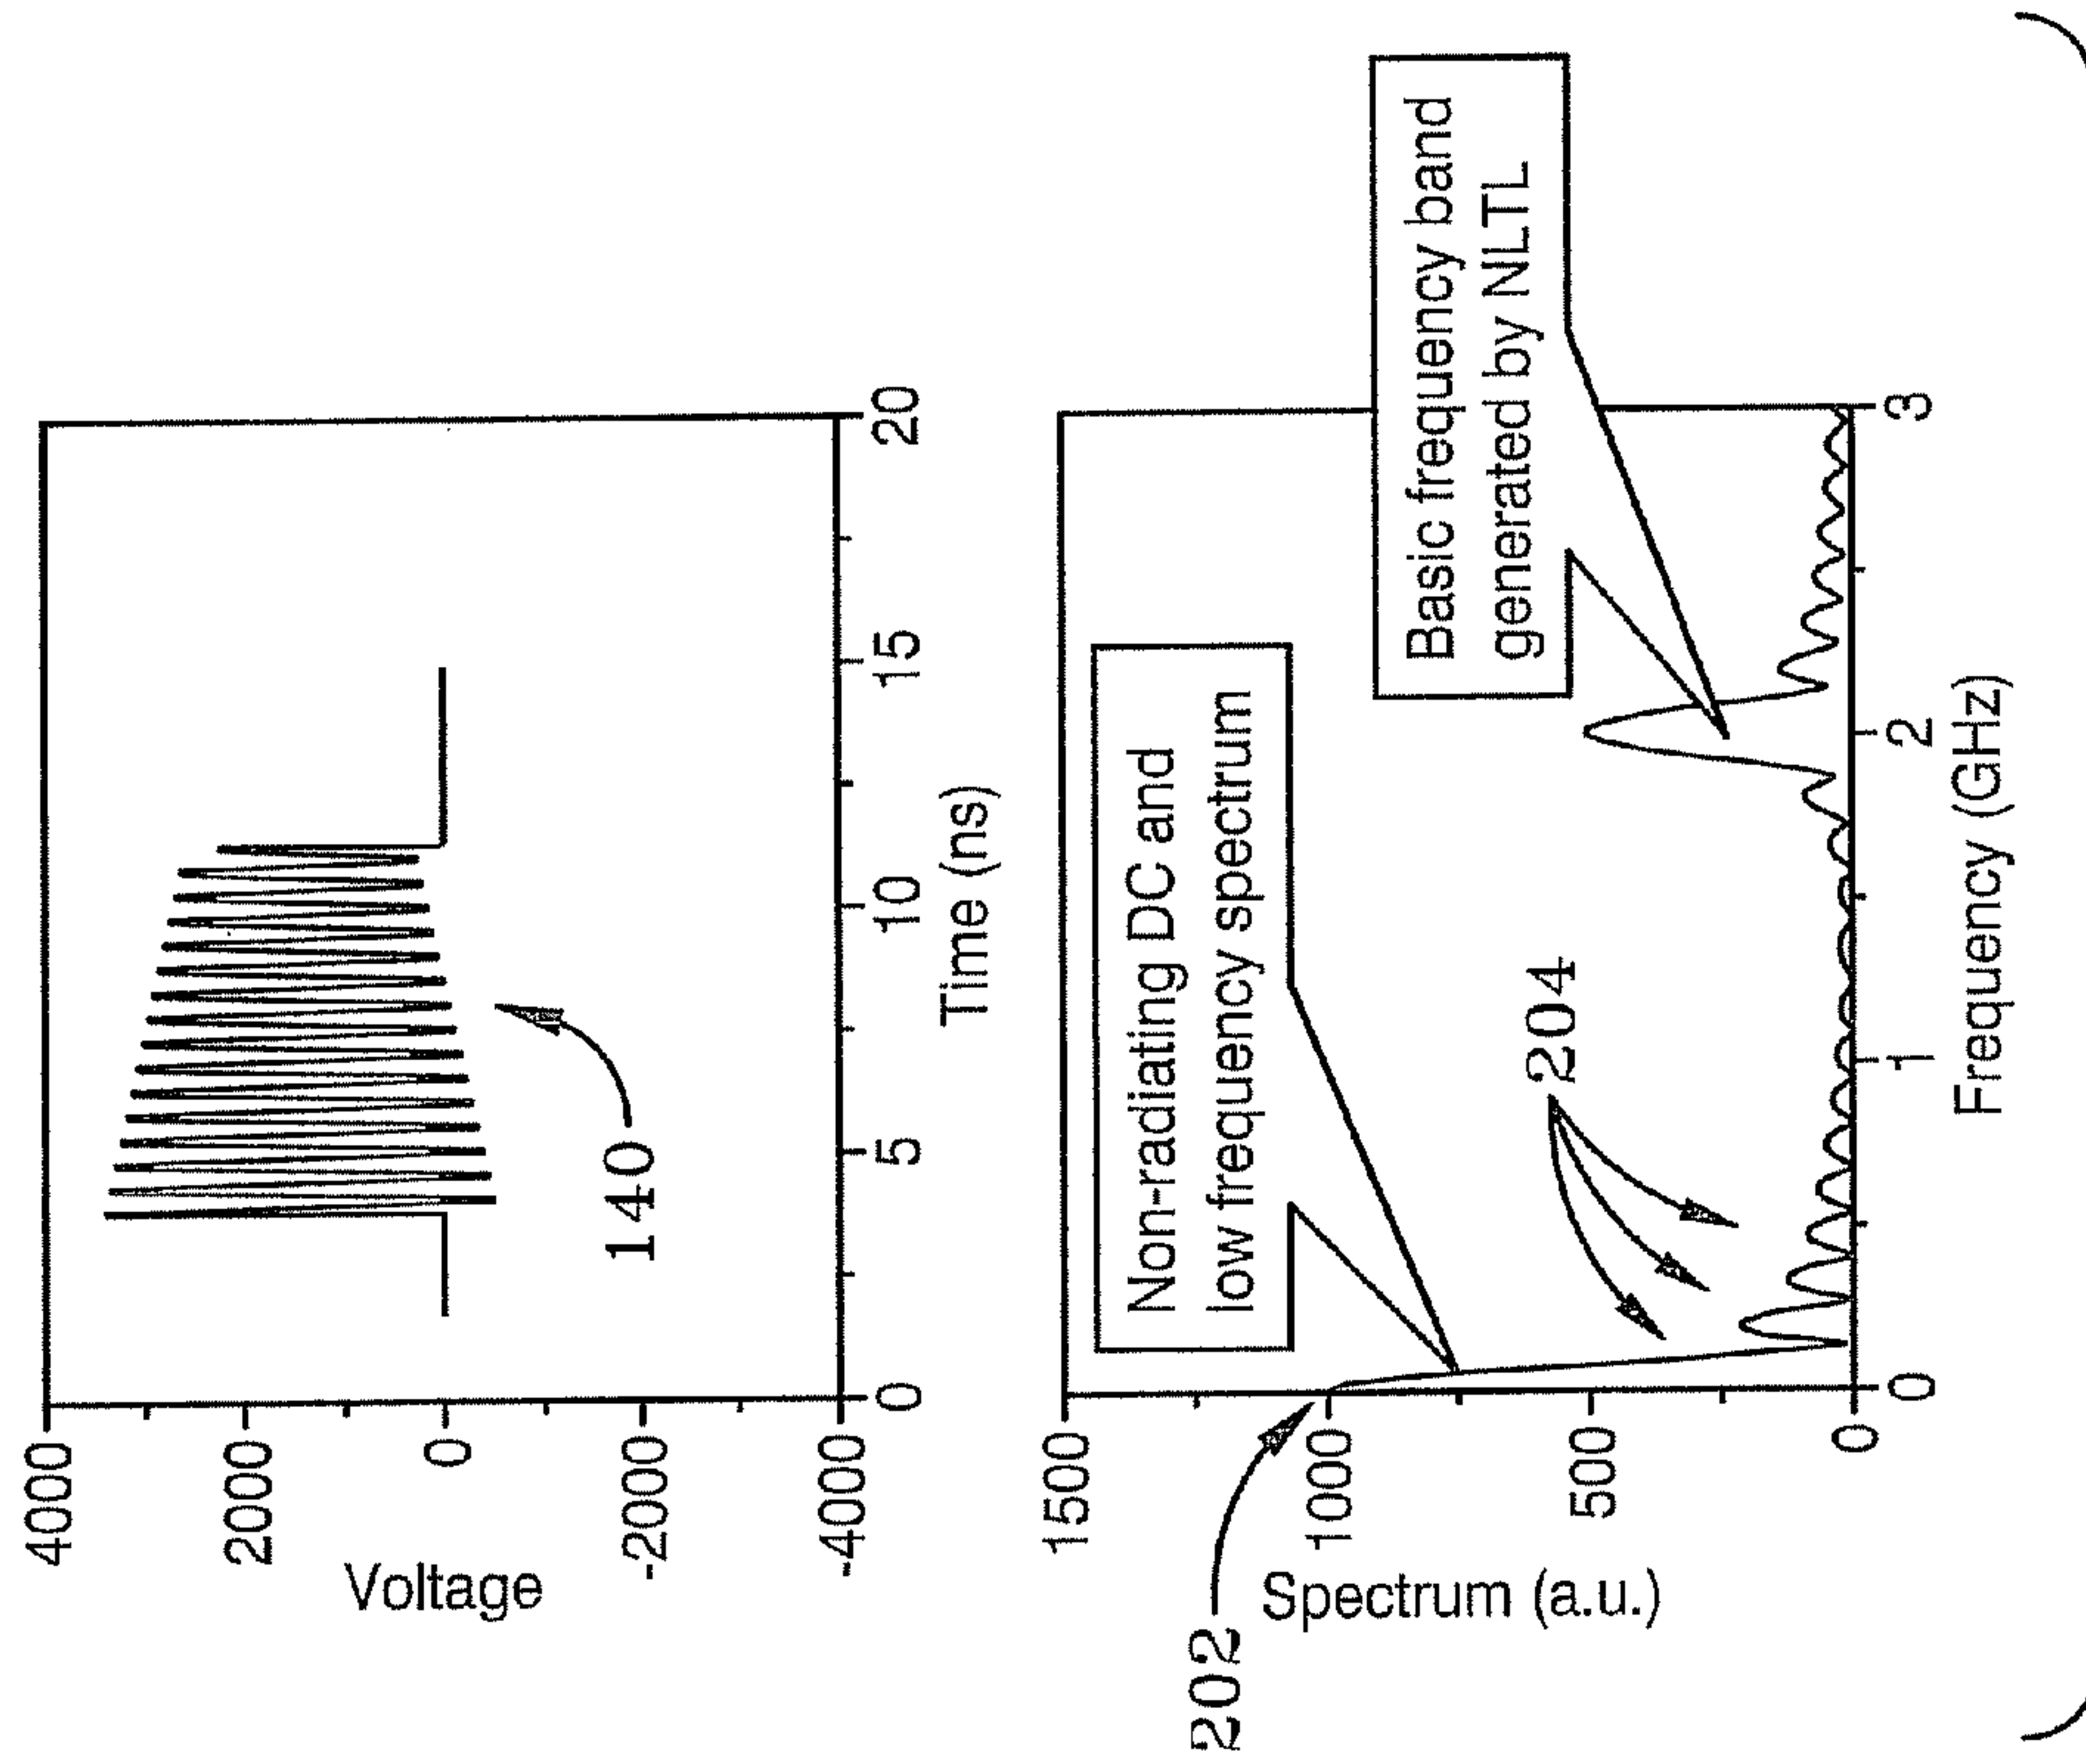 4000
2000
0
-2000
-4000
Voltage
140
0
5
10
15
20
Time (ns)
1500
1000
500
0
Spectrum (a.u.)
202
Non-radiating DC and
low frequency spectrum
204
Basic frequency band
generated by NLTL
0
1
2
3
Frequency (GHz)